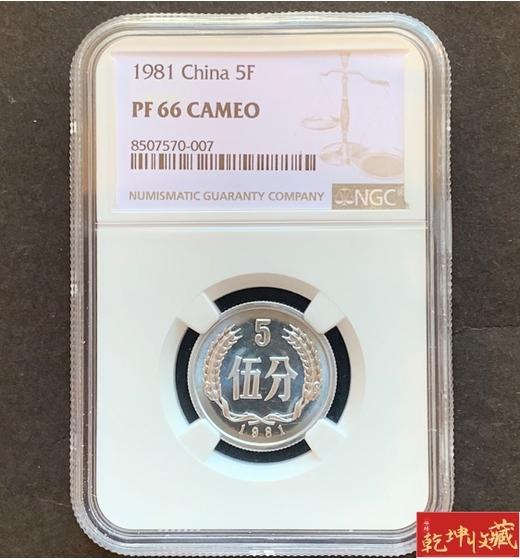 1981 China 5F
PF 66 CAMEO
8507570-007
NUMISMATIC GUARANTY COMPANY
NGC
5
伍分
1981
乾坤收藏